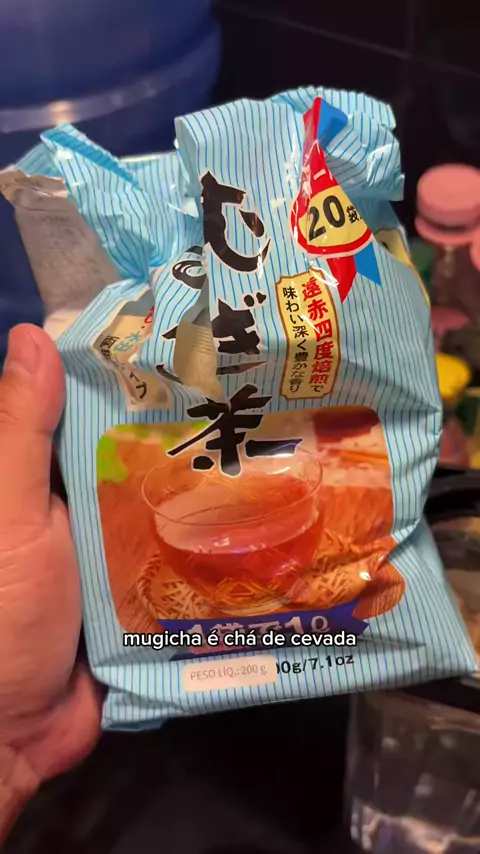 20袋
むぎ茶
遠赤四度焙煎で
味わい深く豊かな香り
1袋で1ℓ
mugicha é chá de cevada
PESO LÍQ.: 200 g
00g/7.1oz